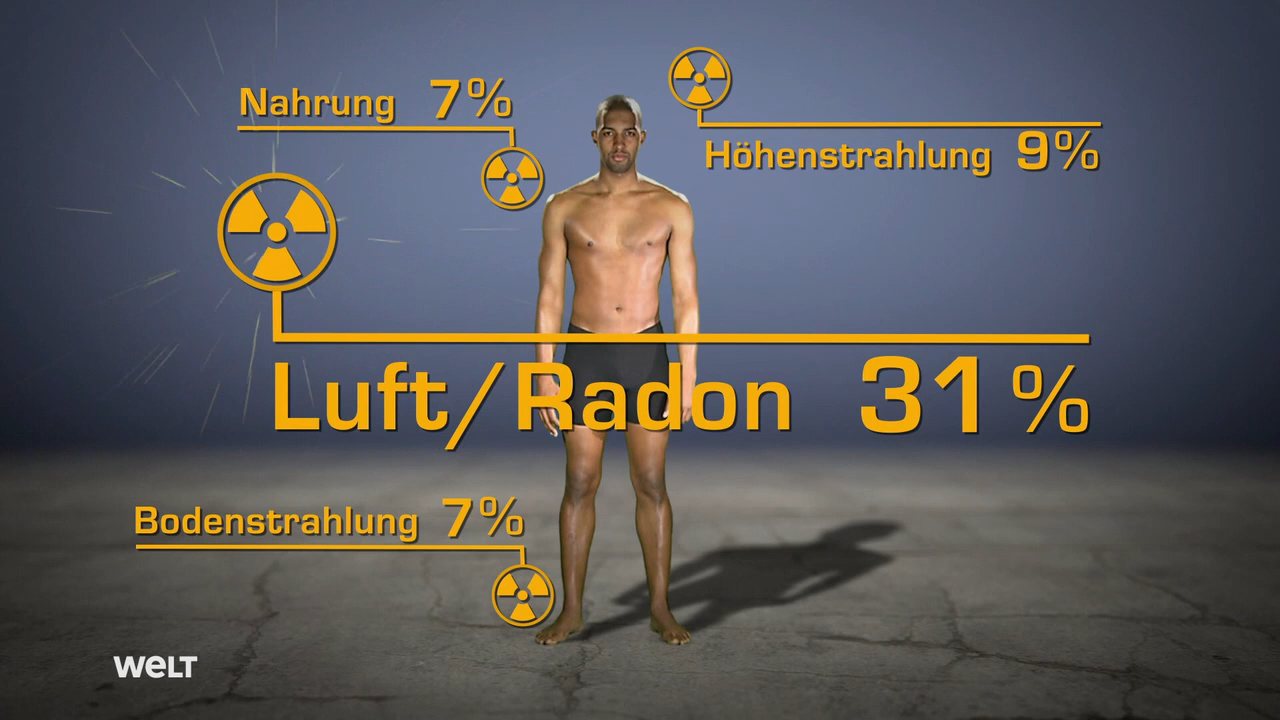 Nahrung 7%
Höhenstrahlung 9%
Luft/Radon 31%
Bodenstrahlung 7%
WELT